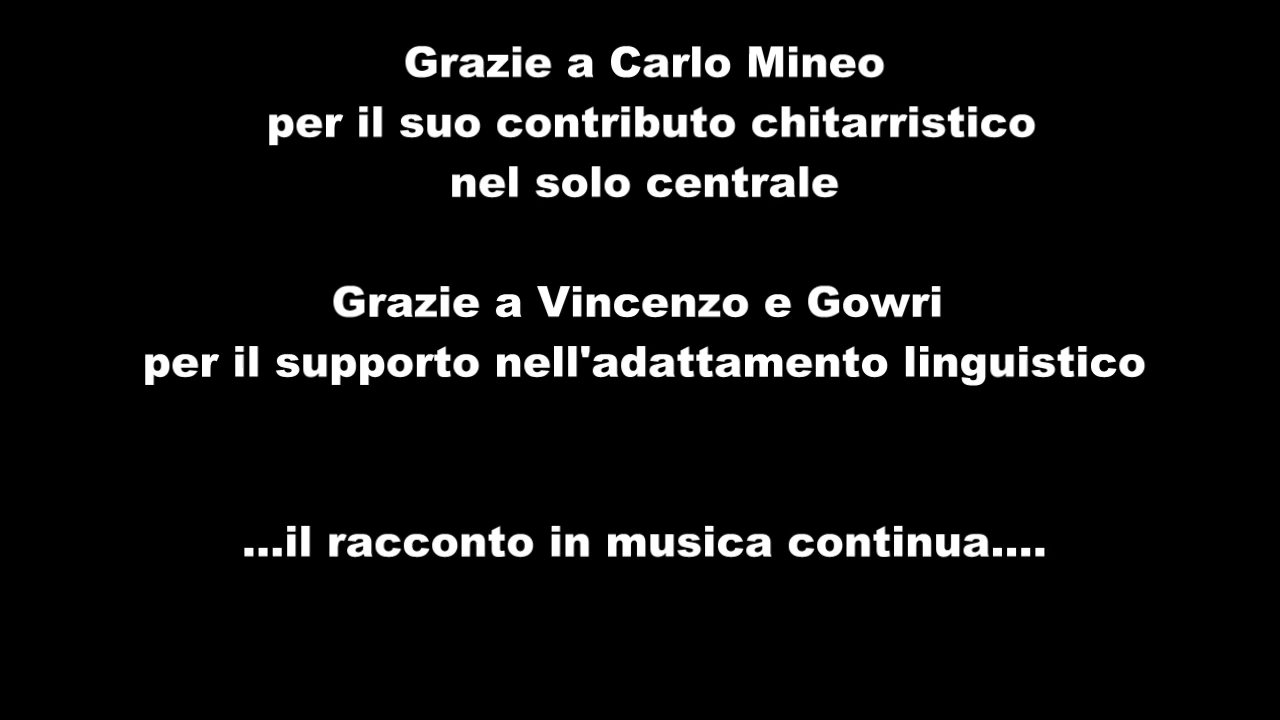 Grazie a Carlo Mineo
per il suo contributo chitarristico
nel solo centrale
Grazie a Vincenzo e Gowri
per il supporto nell'adattamento linguistico
...il racconto in musica continua....